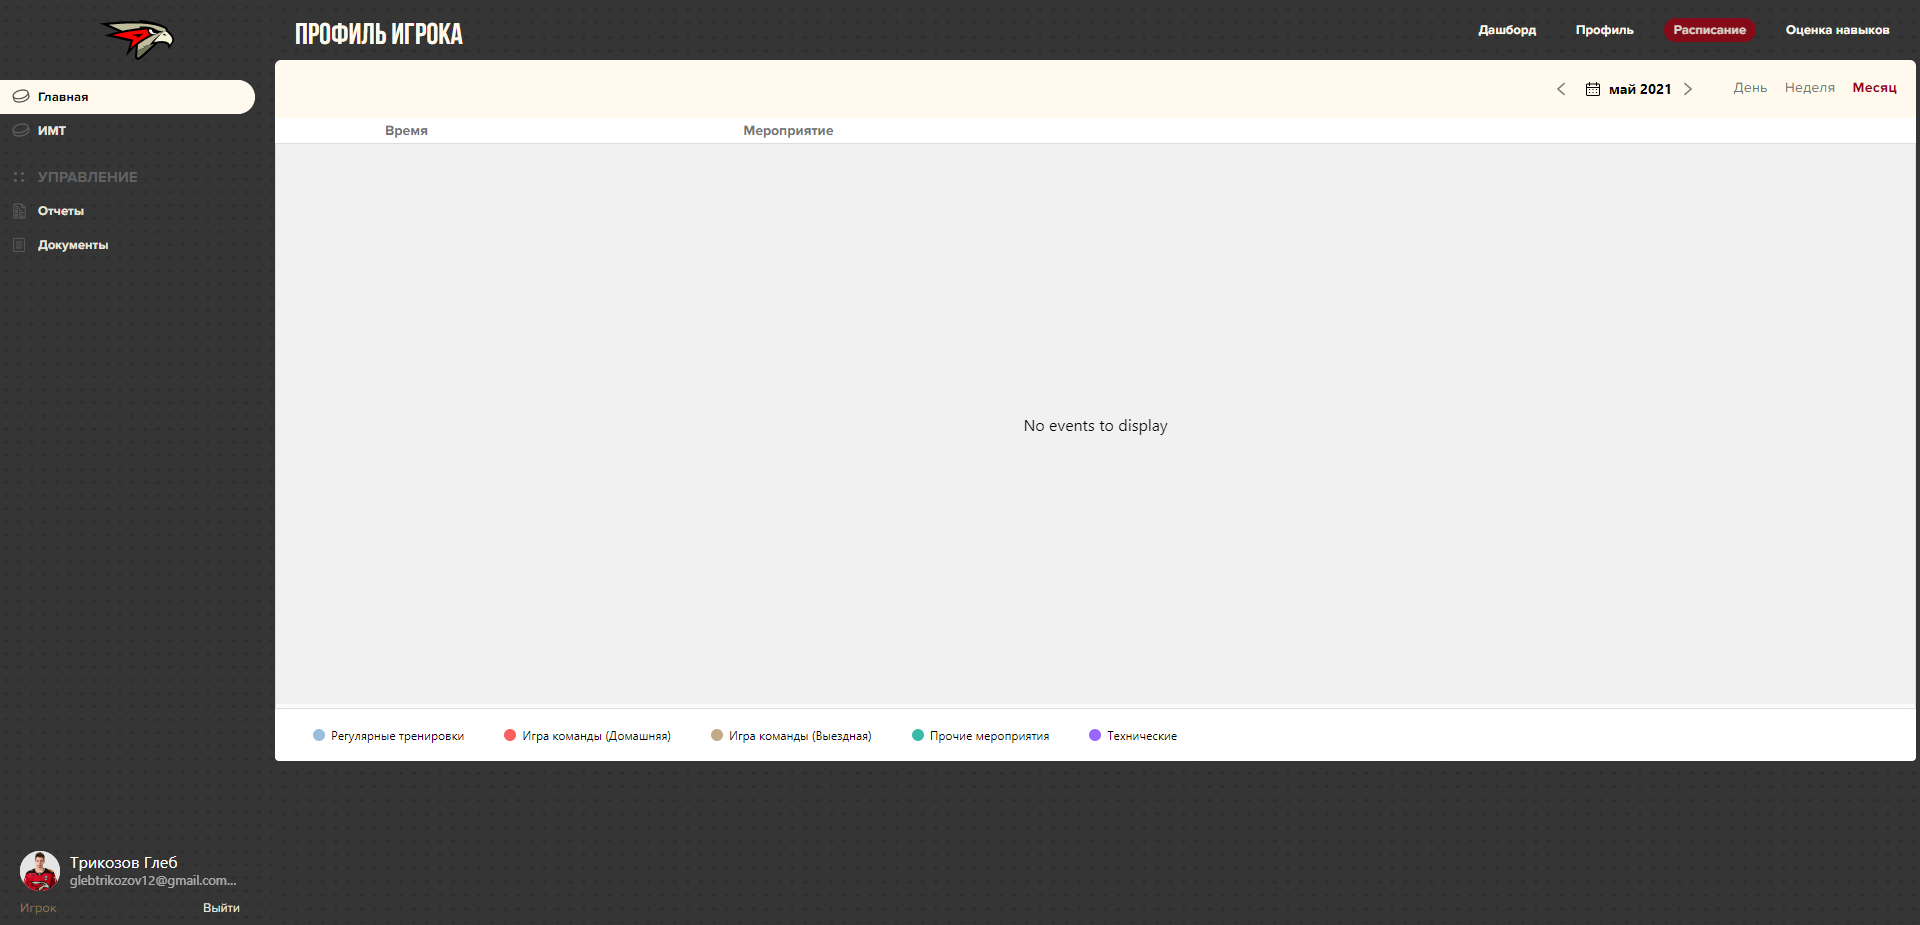 ПРОФИЛЬ ИГРОКА
Дашборд
Профиль
Расписание
Оценка навыков
Главная
ИМТ
УПРАВЛЕНИЕ
Отчеты
Документы
май 2021
День
Неделя
Месяц
Время
Мероприятие
No events to display
Регулярные тренировки
Игра команды (Домашняя)
Игра команды (Выездная)
Прочие мероприятия
Технические
Трикозов Глеб
glebtrikozov12@gmail.com...
Игрок
Выйти